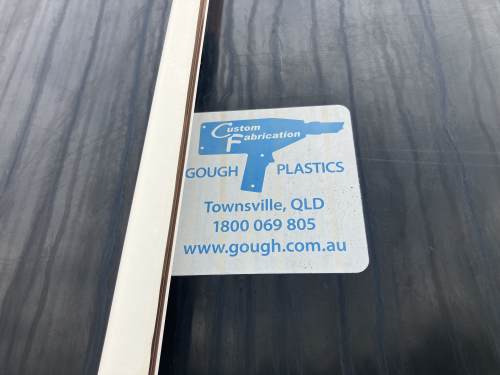 Custom
Fabrication
GOUGH PLASTICS
Townsville, QLD
1800 069 805
www.gough.com.au